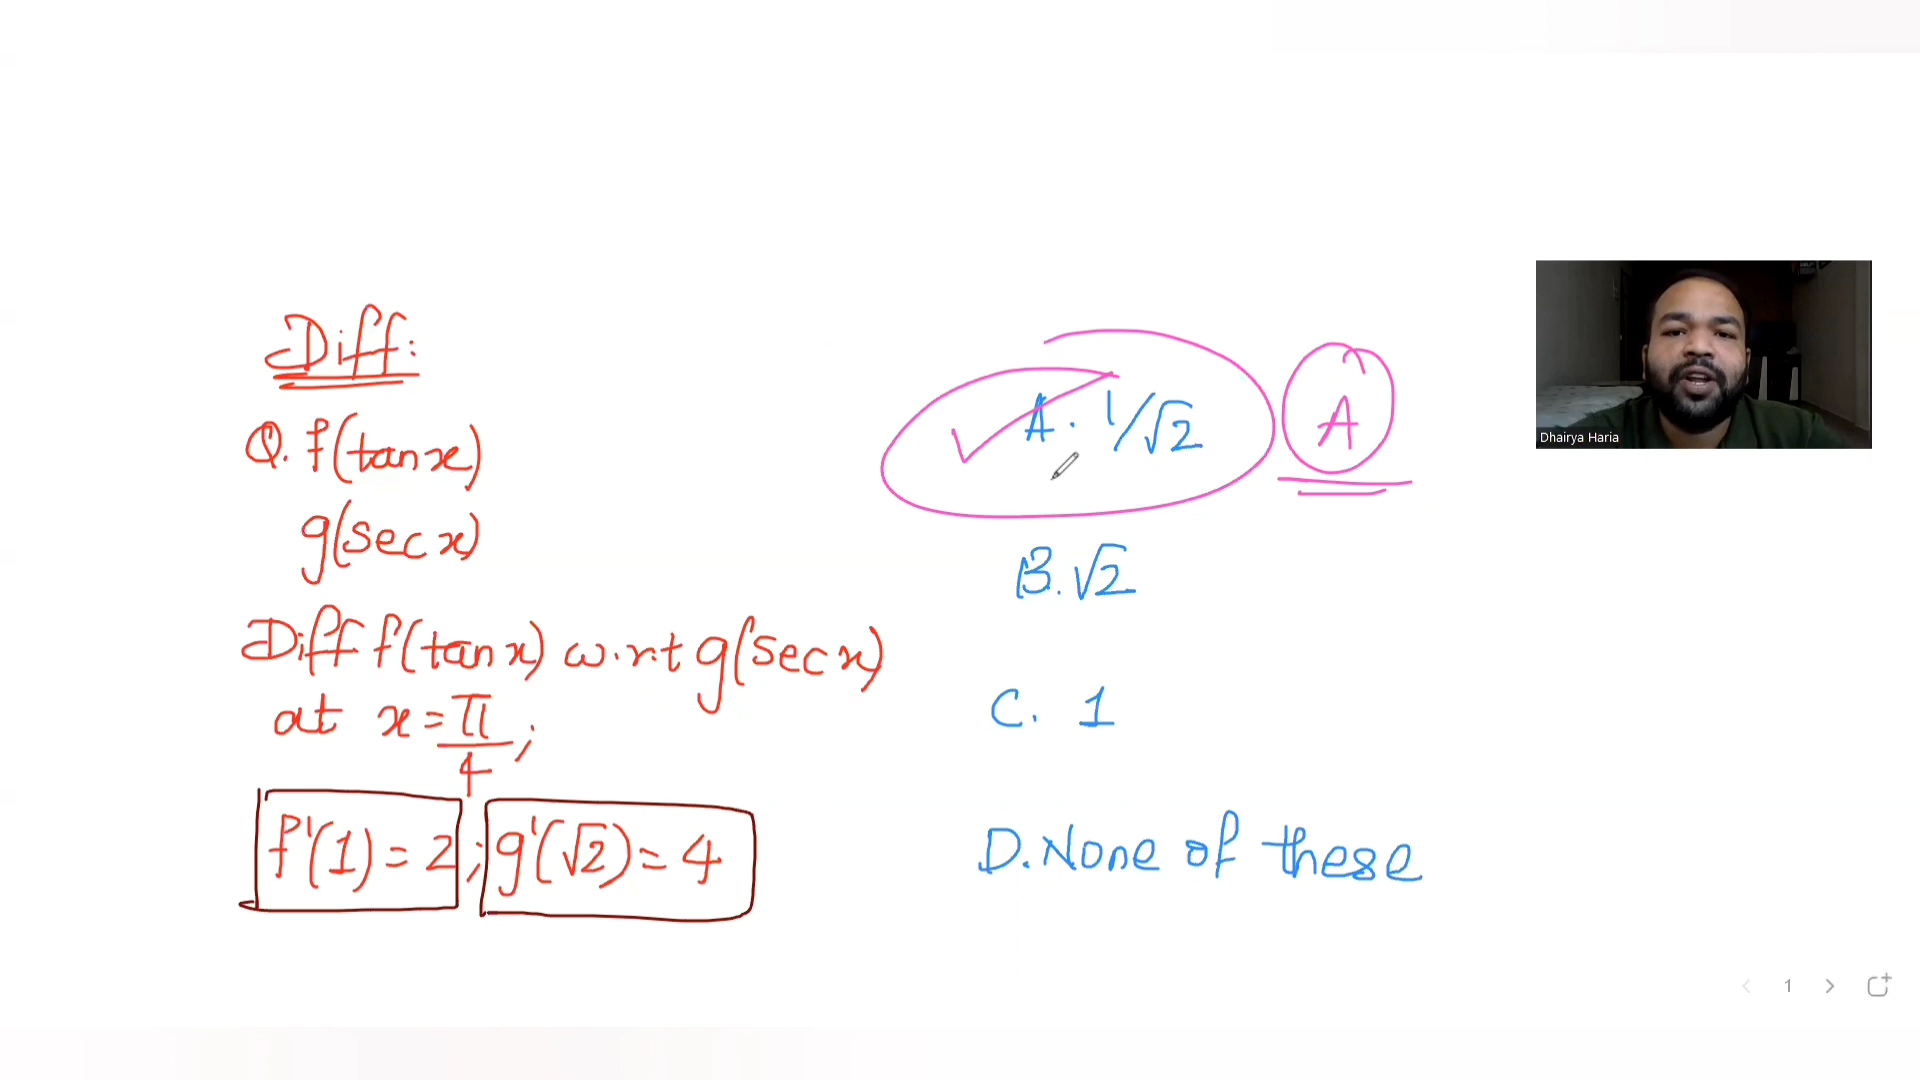 Diff:
Q. f(tan x)
g(sec x)
Diff f(tan x) w.r.t g(sec x)
at x = π/4 ;
f'(1) = 2 ; g'(√2) = 4
A. 1/√2
A
B. √2
C. 1
D. None of these
Dhairya Haria
1